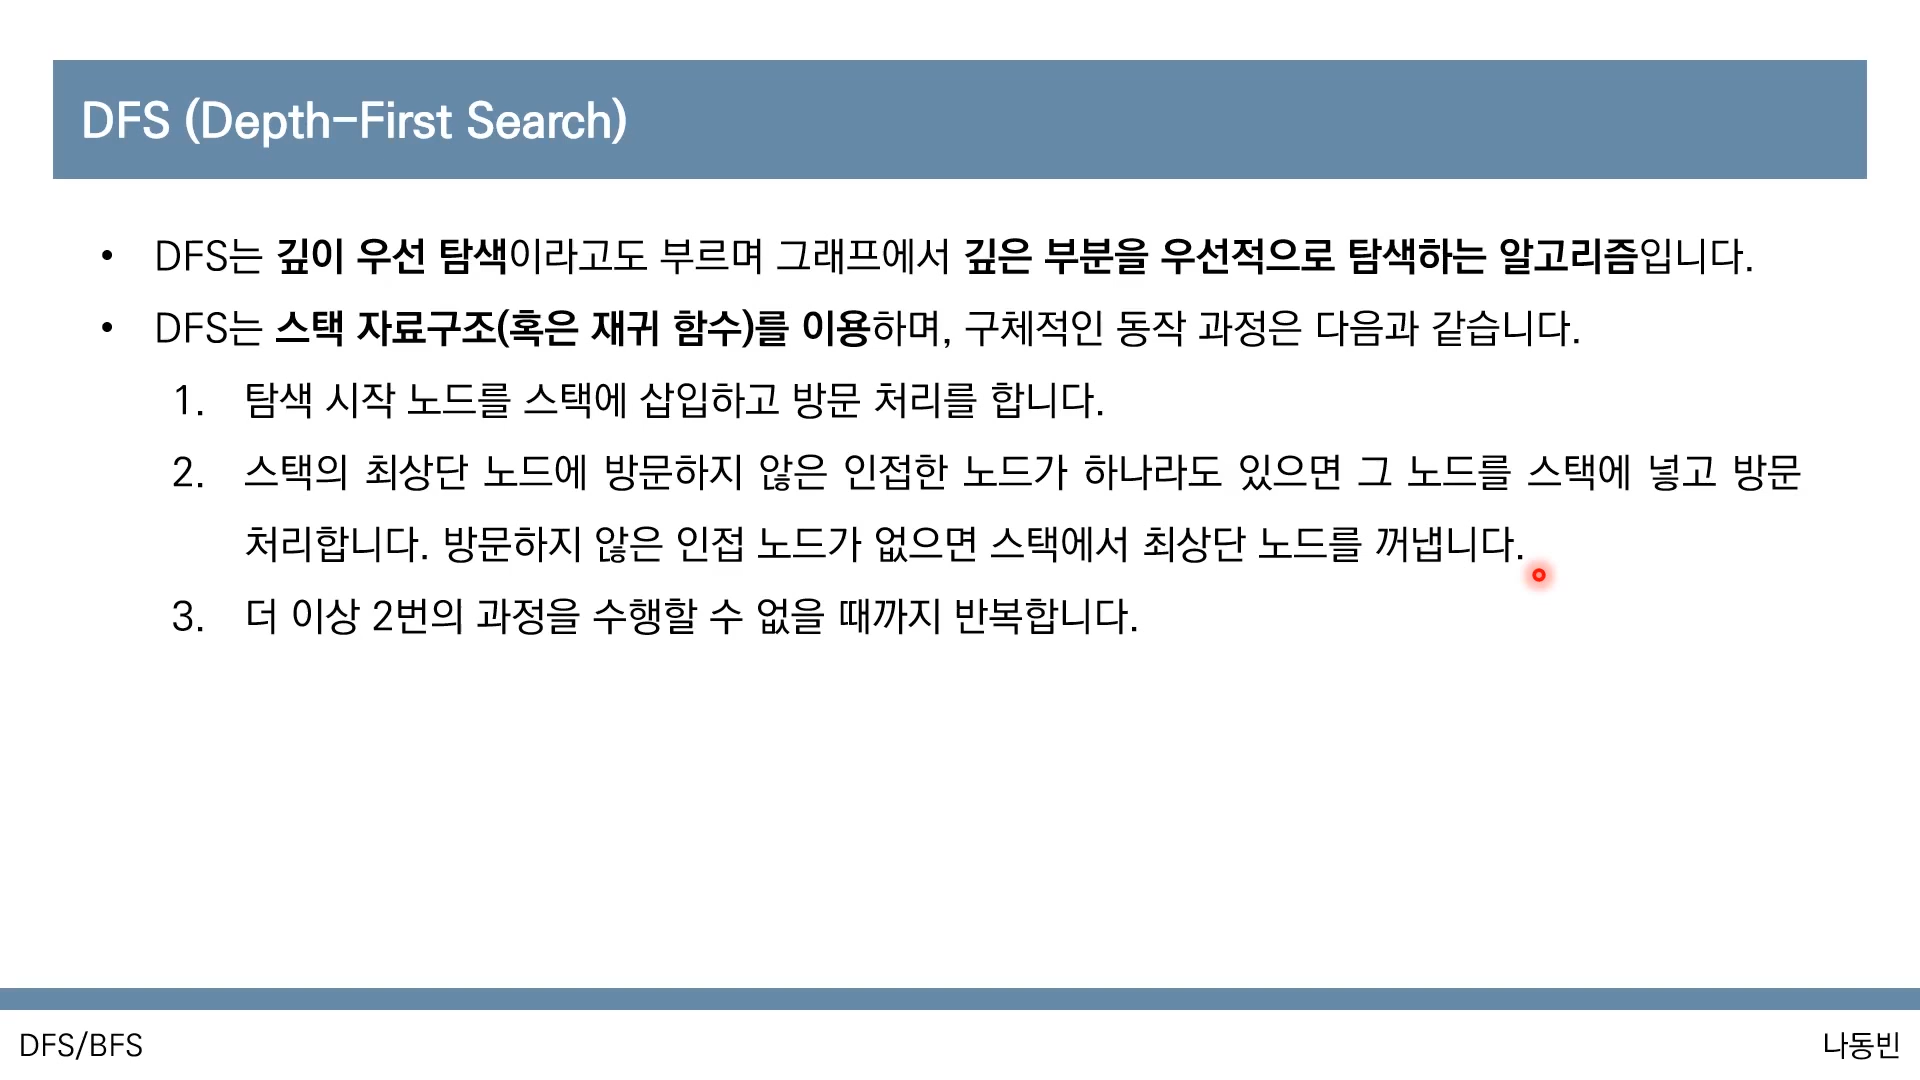 DFS (Depth-First Search)
• DFS는 깊이 우선 탐색이라고도 부르며 그래프에서 깊은 부분을 우선적으로 탐색하는 알고리즘입니다.
• DFS는 스택 자료구조(혹은 재귀 함수)를 이용하며, 구체적인 동작 과정은 다음과 같습니다.
1. 탐색 시작 노드를 스택에 삽입하고 방문 처리를 합니다.
2. 스택의 최상단 노드에 방문하지 않은 인접한 노드가 하나라도 있으면 그 노드를 스택에 넣고 방문
처리합니다. 방문하지 않은 인접 노드가 없으면 스택에서 최상단 노드를 꺼냅니다.
3. 더 이상 2번의 과정을 수행할 수 없을 때까지 반복합니다.
DFS/BFS
나동빈